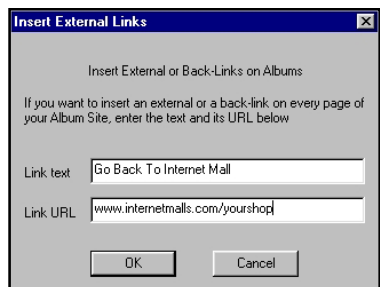 Insert External Links
Insert External or Back-Links on Albums
If you want to insert an external or a back-link on every page of
your Album Site, enter the text and its URL below
Link text
Go Back To Internet Mall
Link URL
www.internetmalls.com/yourshop
OK
Cancel